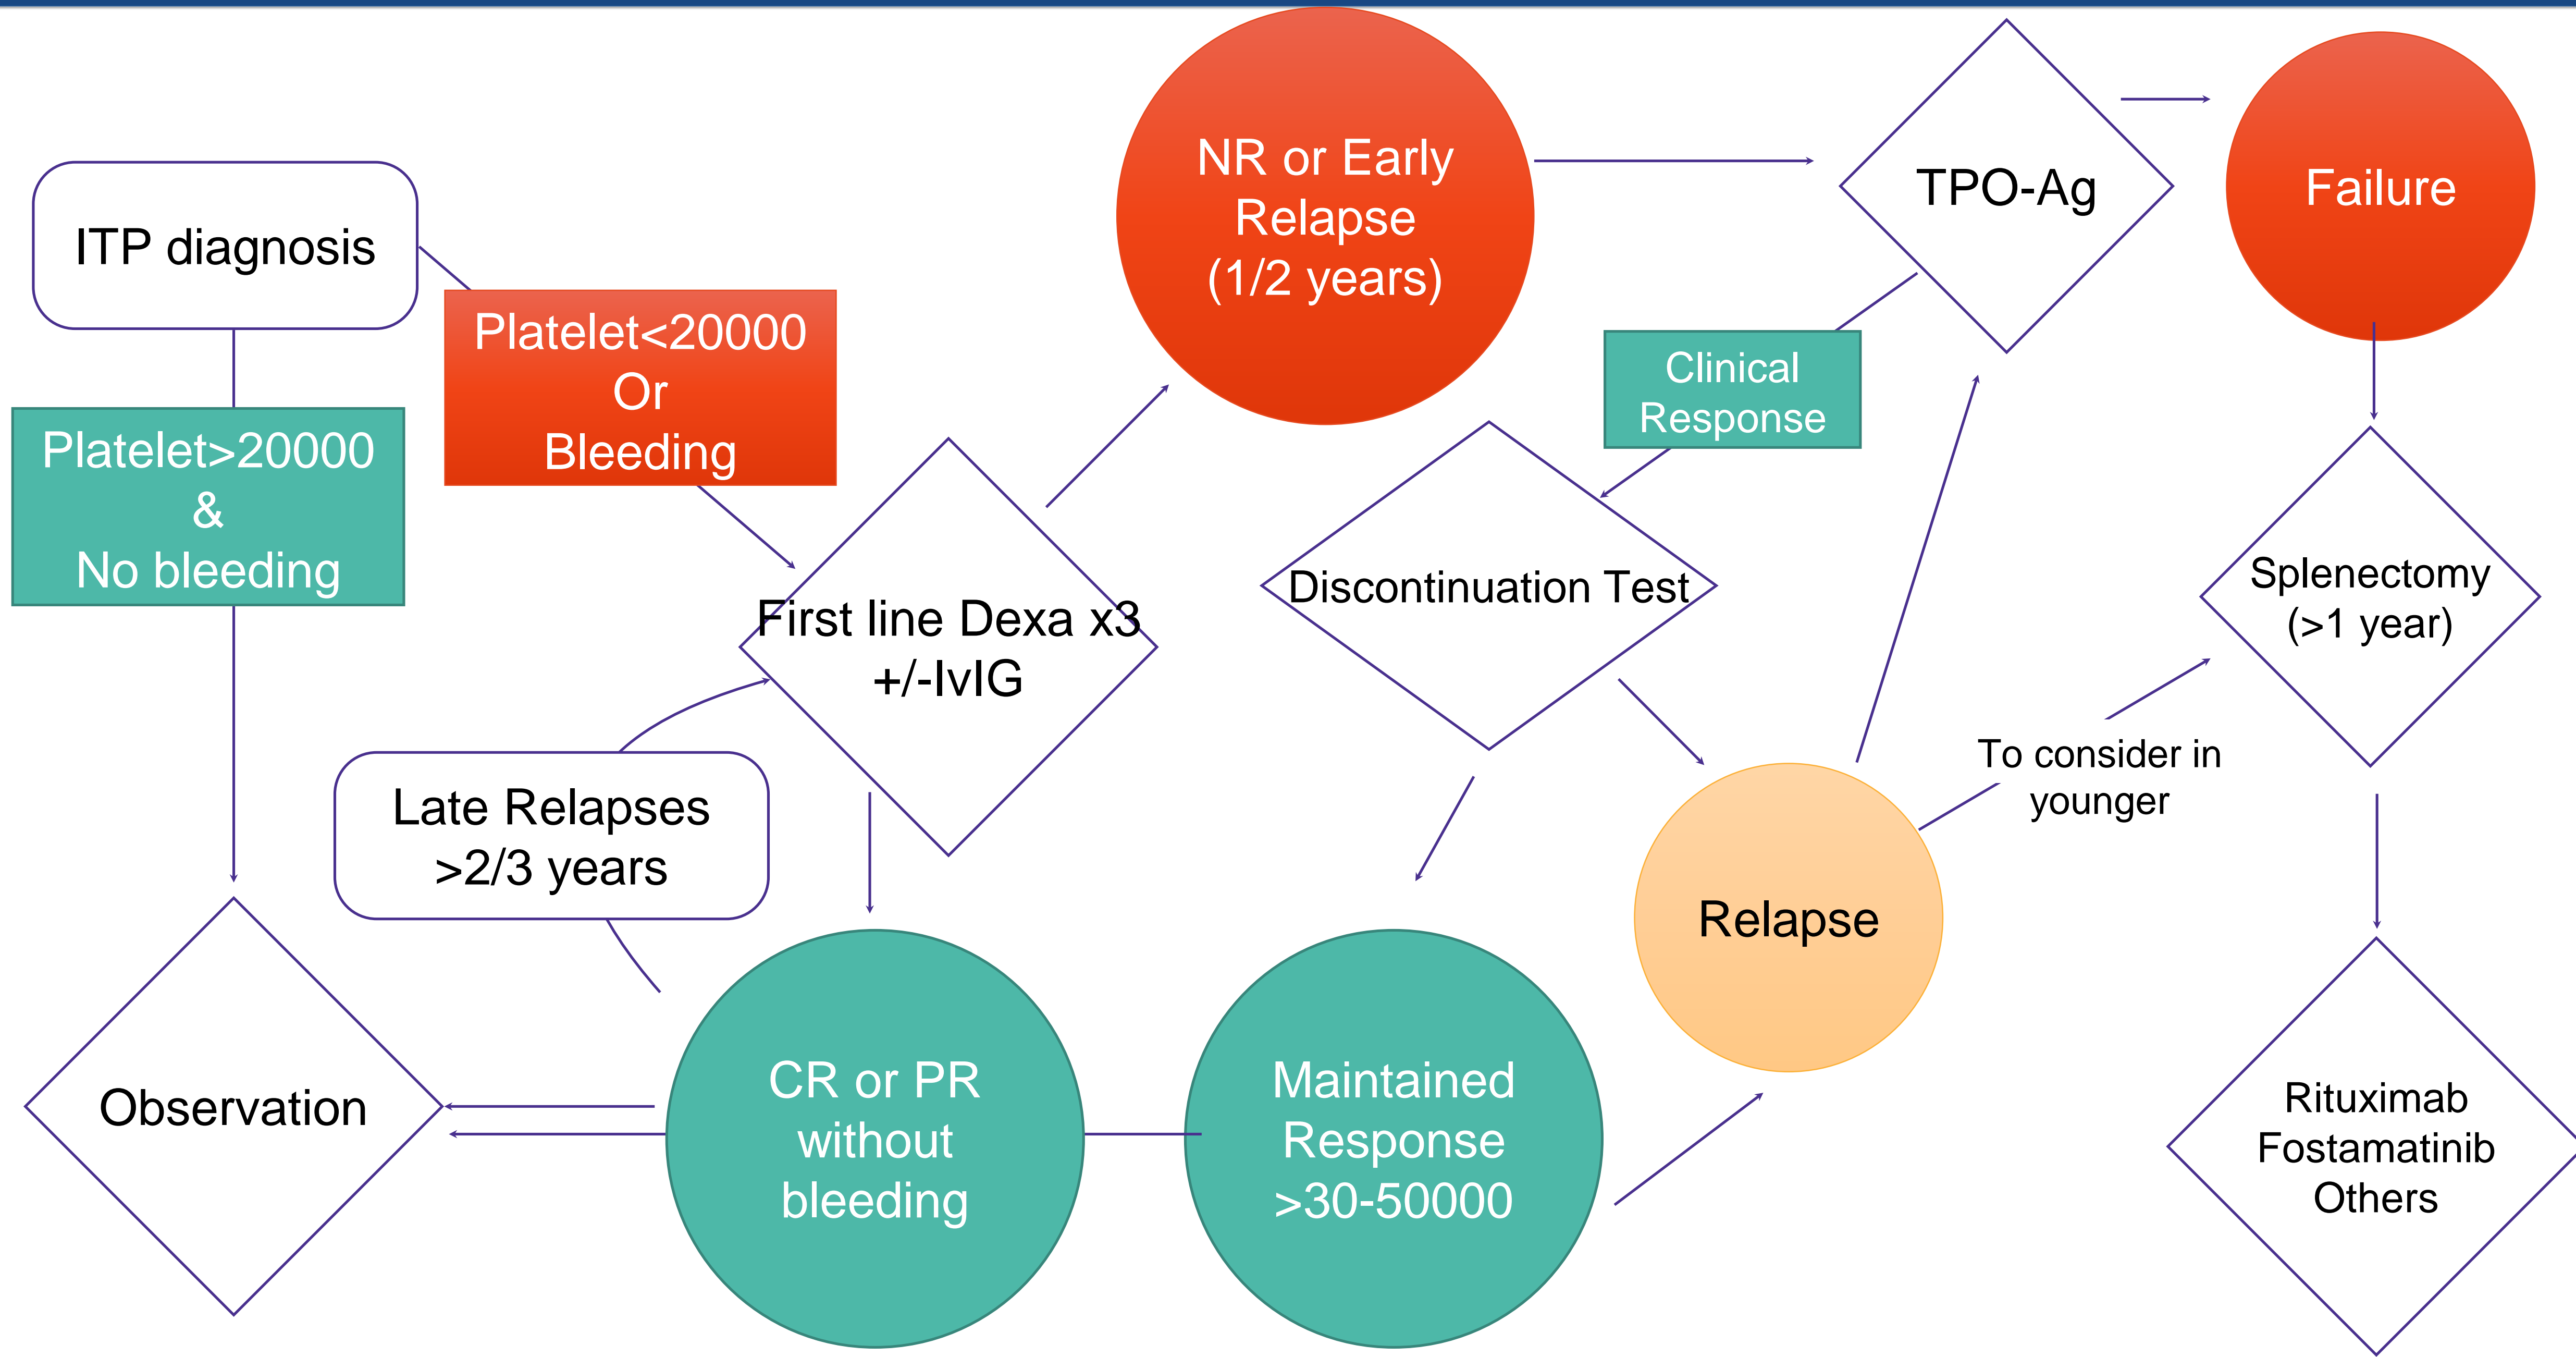 ITP diagnosis
Platelet>20000
&
No bleeding
Platelet<20000
Or
Bleeding
First line Dexa x3
+/-IvIG
NR or Early
Relapse
(1/2 years)
TPO-Ag
Failure
Clinical
Response
Discontinuation Test
Splenectomy
(>1 year)
To consider in
younger
Late Relapses
>2/3 years
Relapse
Observation
CR or PR
without
bleeding
Maintained
Response
>30-50000
Rituximab
Fostamatinib
Others